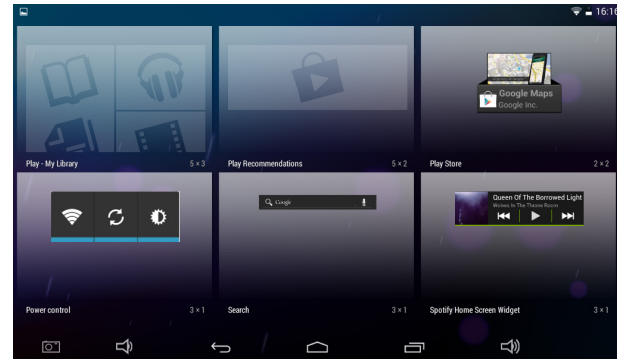 16:16
Play - My Library 5 × 3
Play Recommendations 5 × 2
Google Maps
Google Inc.
Play Store 2 × 2
Power control 3 × 1
Google
Search 3 × 1
Queen Of The Borrowed Light
Wolves In The Throne Room
Spotify Home Screen Widget 3 × 1